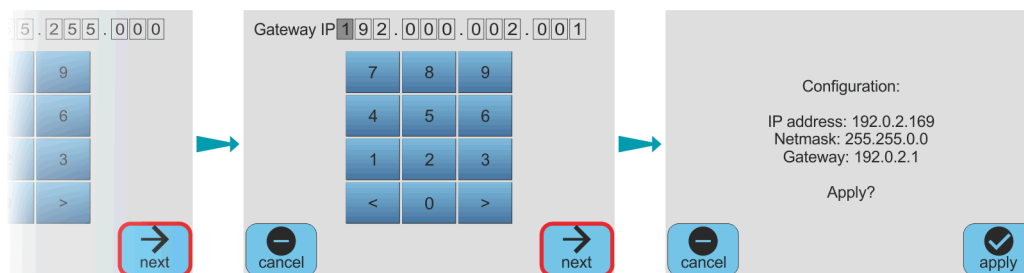 5.255.000
9
6
3
>
next
Gateway IP 192.000.002.001
7 8 9
4 5 6
1 2 3
< 0 >
cancel
next
Configuration:
IP address: 192.0.2.169
Netmask: 255.255.0.0
Gateway: 192.0.2.1
Apply?
cancel
apply